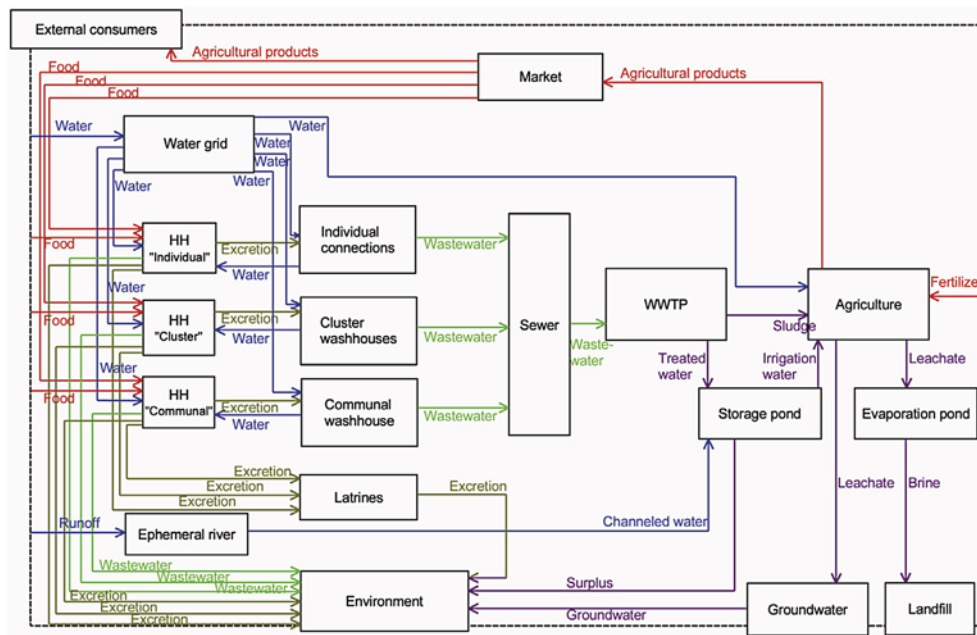 External consumers
Agricultural products
Market
Agricultural products
Food
Food
Food
Water
Water grid
Water
Water
Water
Water
Water
HH
"Individual"
Excretion
Individual
connections
Wastewater
Food
Water
Water
HH
"Cluster"
Excretion
Cluster
washhouses
Wastewater
Food
Water
Water
HH
"Communal"
Excretion
Communal
washhouse
Wastewater
Food
Water
Sewer
Waste-
water
WWTP
Sludge
Agriculture
Fertilize
Treated
water
Irrigation
water
Leachate
Storage pond
Evaporation pond
Excretion
Excretion
Excretion
Latrines
Excretion
Leachate
Brine
Runoff
Ephemeral river
Channeled water
Wastewater
Wastewater
Wastewater
Excretion
Excretion
Excretion
Environment
Surplus
Groundwater
Groundwater
Landfill